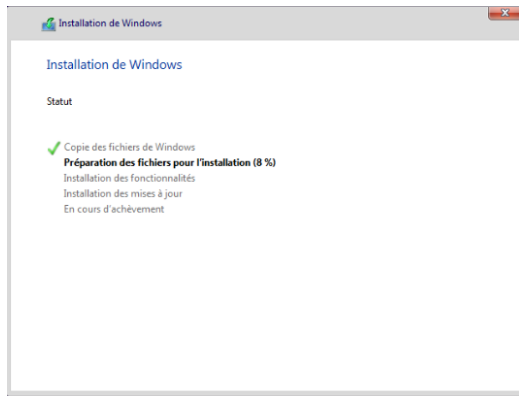 Installation de Windows
Installation de Windows
Statut
Copie des fichiers de Windows
Préparation des fichiers pour l'installation (8 %)
Installation des fonctionnalités
Installation des mises à jour
En cours d'achèvement